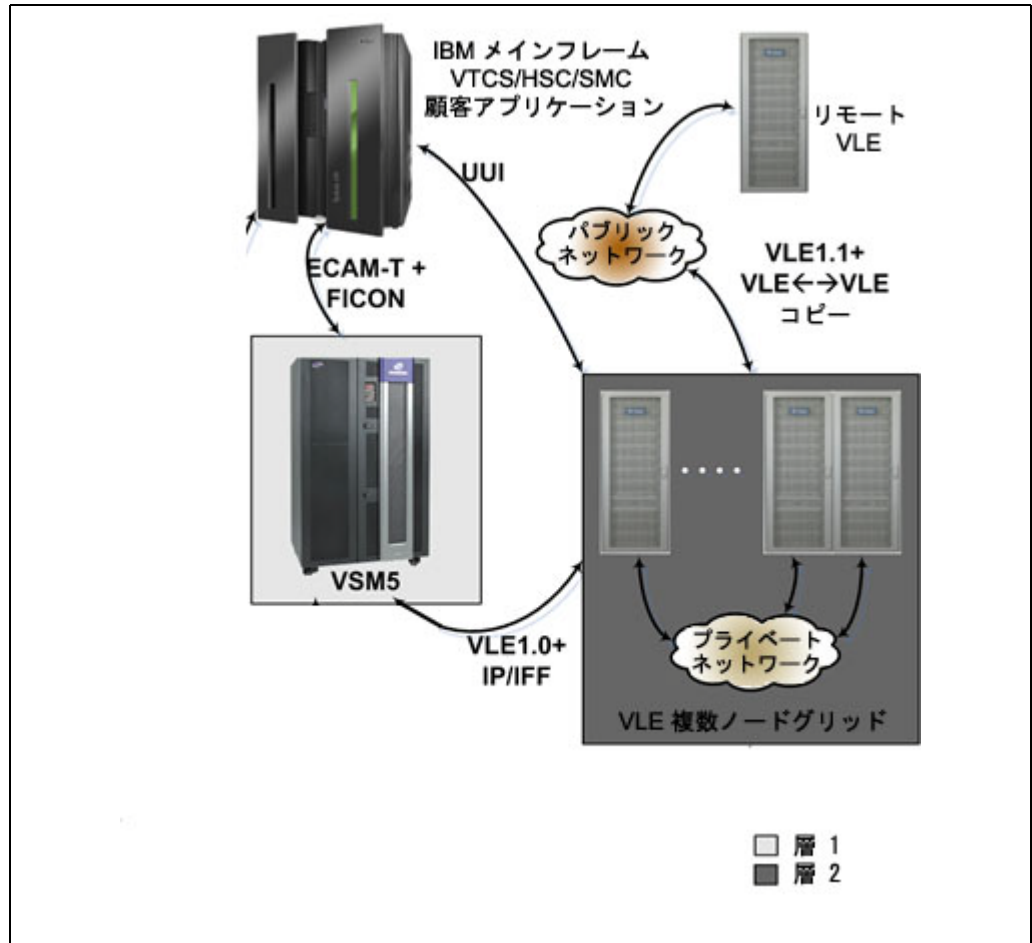 IBM メインフレーム
VTCS/HSC/SMC
顧客アプリケーション
リモート
VLE
UUI
パブリック
ネットワーク
VLE1.1+
VLE←→VLE
コピー
ECAM-T +
FICON
VSM5
VLE1.0+
IP/IFF
プライベート
ネットワーク
VLE 複数ノードグリッド
層 1
層 2